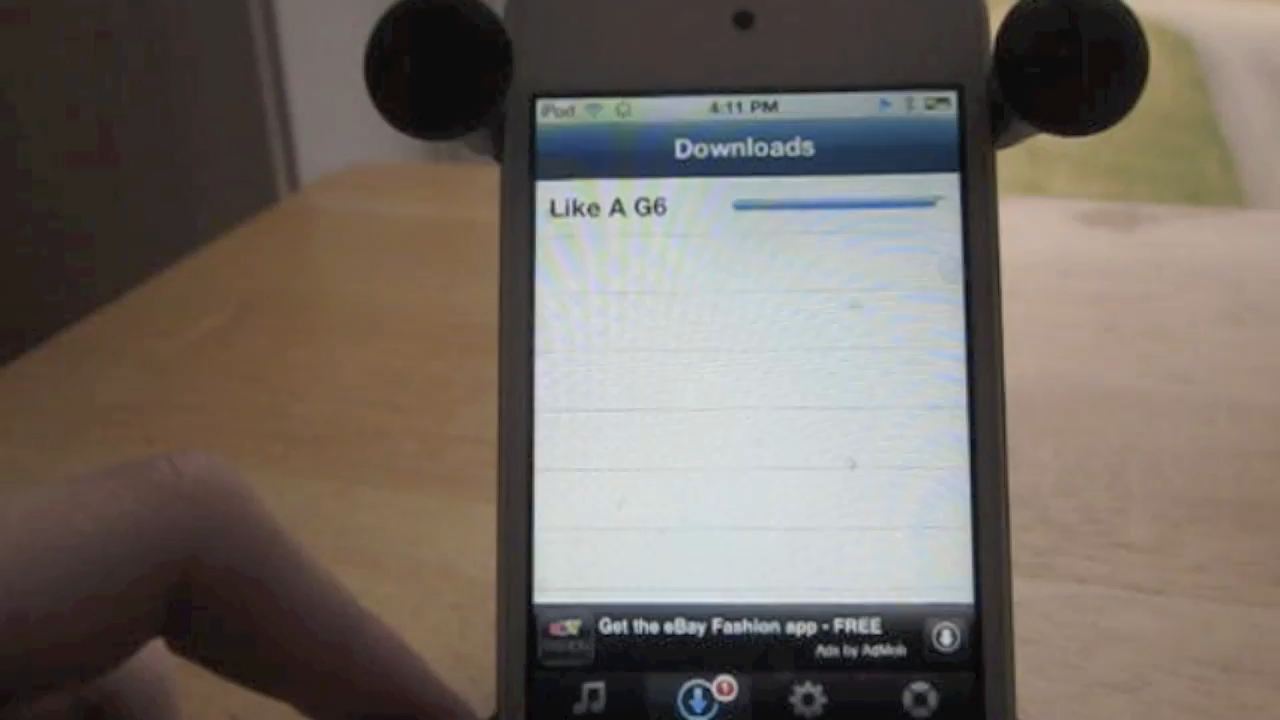 iPod 4:11 PM
Downloads
Like A G6
Get the eBay Fashion app - FREE
Ads by AdMob
1